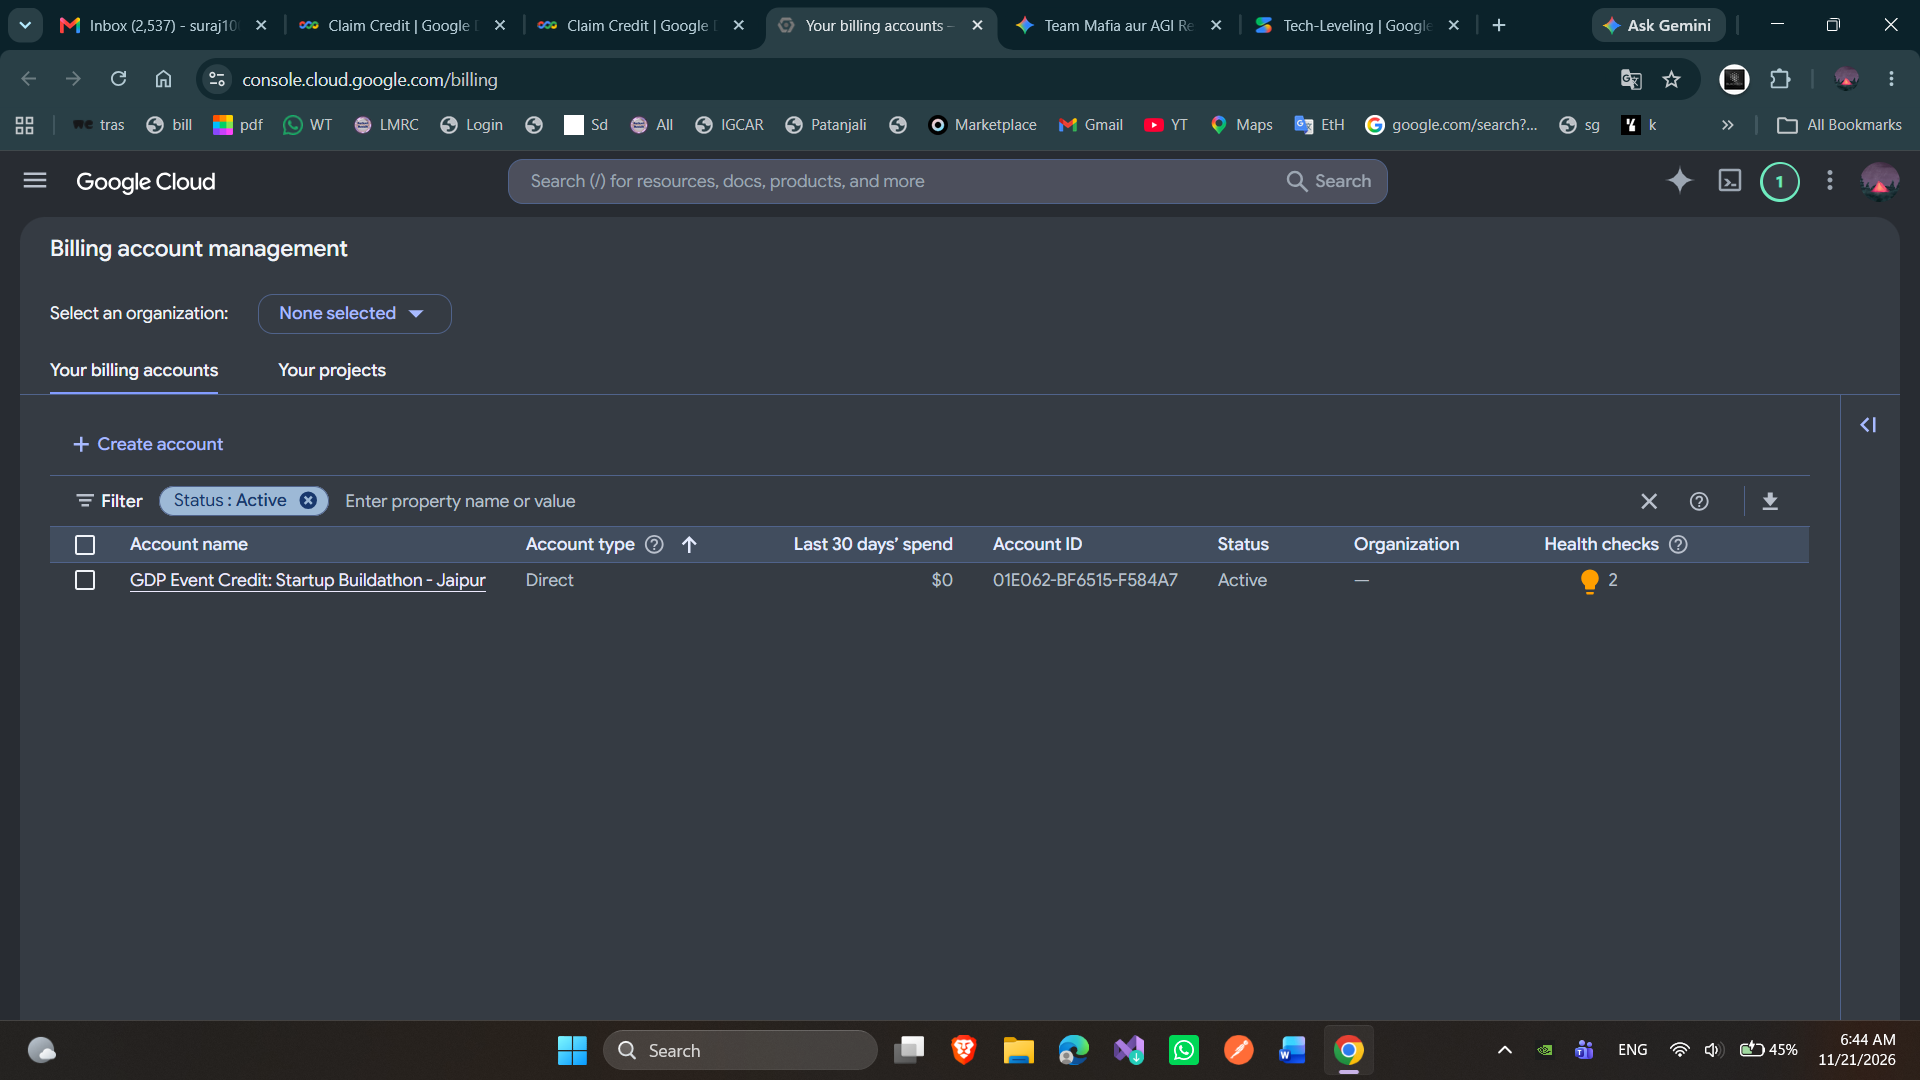 Inbox (2,537) - suraj10
Claim Credit | Google D
Claim Credit | Google D
Your billing accounts –
Team Mafia aur AGI Re
Tech-Leveling | Google
Ask Gemini
console.cloud.google.com/billing
tras
bill
pdf
WT
LMRC
Login
Sd
All
IGCAR
Patanjali
Marketplace
Gmail
YT
Maps
EtH
google.com/search?...
sg
k
All Bookmarks
Google Cloud
Search (/) for resources, docs, products, and more
Search
1
Billing account management
Select an organization:
None selected
Your billing accounts
Your projects
+ Create account
Filter
Status : Active
Enter property name or value
Account name
Account type
Last 30 days’ spend
Account ID
Status
Organization
Health checks
GDP Event Credit: Startup Buildathon - Jaipur
Direct
$0
01E062-BF6515-F584A7
Active
—
2
Search
ENG
45%
6:44 AM
11/21/2026